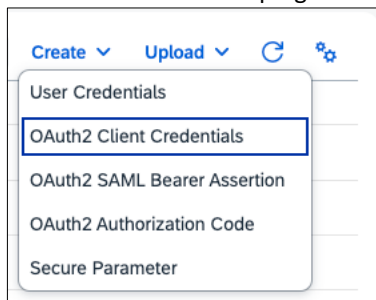 Create Upload
User Credentials
OAuth2 Client Credentials
OAuth2 SAML Bearer Assertion
OAuth2 Authorization Code
Secure Parameter